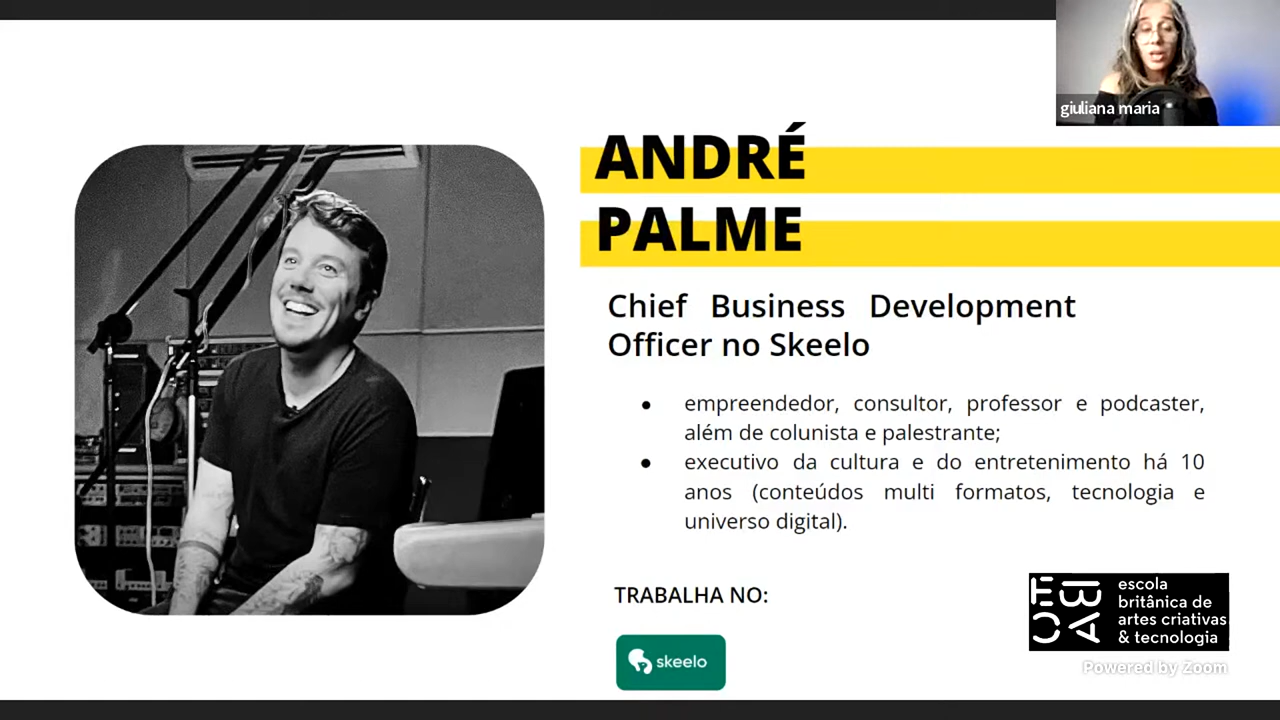 giuliana maria
ANDRÉ
PALME
Chief Business Development
Officer no Skeelo
• empreendedor, consultor, professor e podcaster,
além de colunista e palestrante;
• executivo da cultura e do entretenimento há 10
anos (conteúdos multi formatos, tecnologia e
universo digital).
TRABALHA NO:
skeelo
EBAC
escola
britânica de
artes criativas
& tecnologia
Powered by Zoom